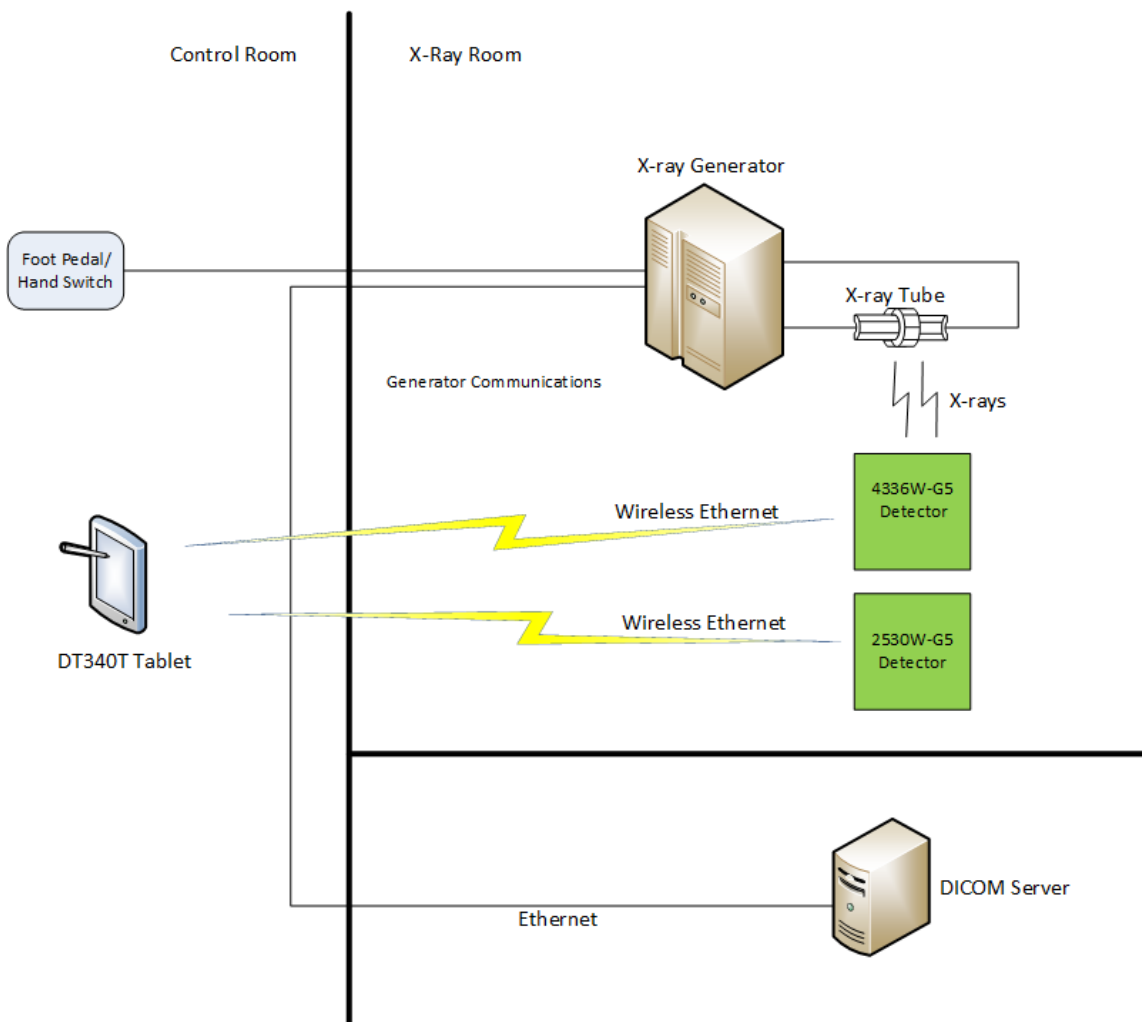 Control Room
X-Ray Room
X-ray Generator
Foot Pedal/
Hand Switch
X-ray Tube
Generator Communications
X-rays
4336W-G5
Detector
Wireless Ethernet
Wireless Ethernet
2530W-G5
Detector
DT340T Tablet
DICOM Server
Ethernet